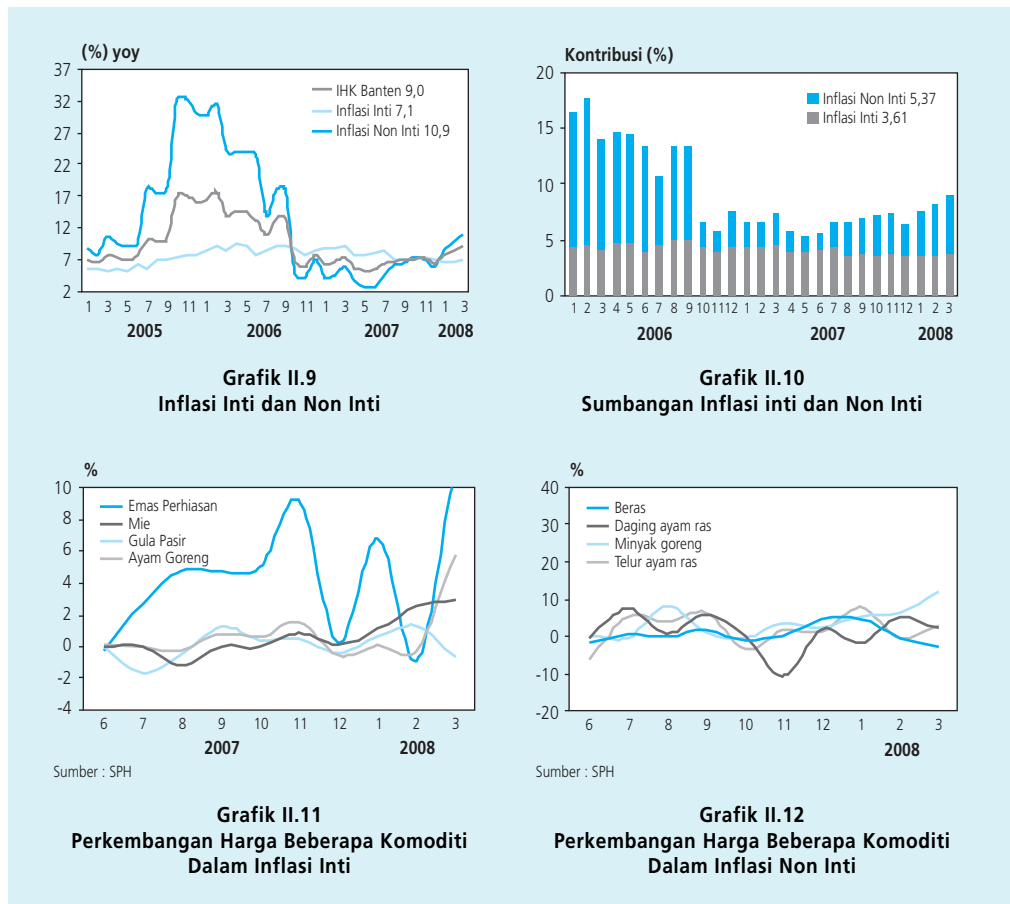 (%) yoy
37
32
27
22
17
12
7
2
IHK Banten 9,0
Inflasi Inti 7,1
Inflasi Non Inti 10,9
1 3 5 7 9 11 1 3 5 7 9 11 1 3 5 7 9 11 1 3
2005 2006 2007 2008
Grafik II.9
Inflasi Inti dan Non Inti
Kontribusi (%)
20
15
10
5
0
Inflasi Non Inti 5,37
Inflasi Inti 3,61
1 2 3 4 5 6 7 8 9 10 11 12 1 2 3 4 5 6 7 8 9 10 11 12 1 2 3
2006 2007 2008
Grafik II.10
Sumbangan Inflasi inti dan Non Inti
%
10
8
6
4
2
0
-2
-4
Emas Perhiasan
Mie
Gula Pasir
Ayam Goreng
6 7 8 9 10 11 12 1 2 3
2007 2008
Sumber : SPH
Grafik II.11
Perkembangan Harga Beberapa Komoditi
Dalam Inflasi Inti
%
40
30
20
10
0
-10
-20
Beras
Daging ayam ras
Minyak goreng
Telur ayam ras
6 7 8 9 10 11 12 1 2 3
2008
Sumber : SPH
Grafik II.12
Perkembangan Harga Beberapa Komoditi
Dalam Inflasi Non Inti